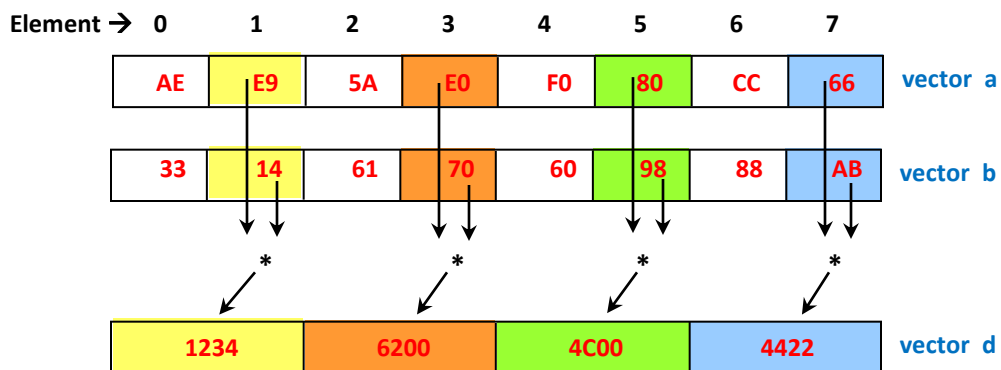 Element → 0 1 2 3 4 5 6 7
AE E9 5A E0 F0 80 CC 66 vector a
33 14 61 70 60 98 88 AB vector b
* * * *
1234 6200 4C00 4422 vector d